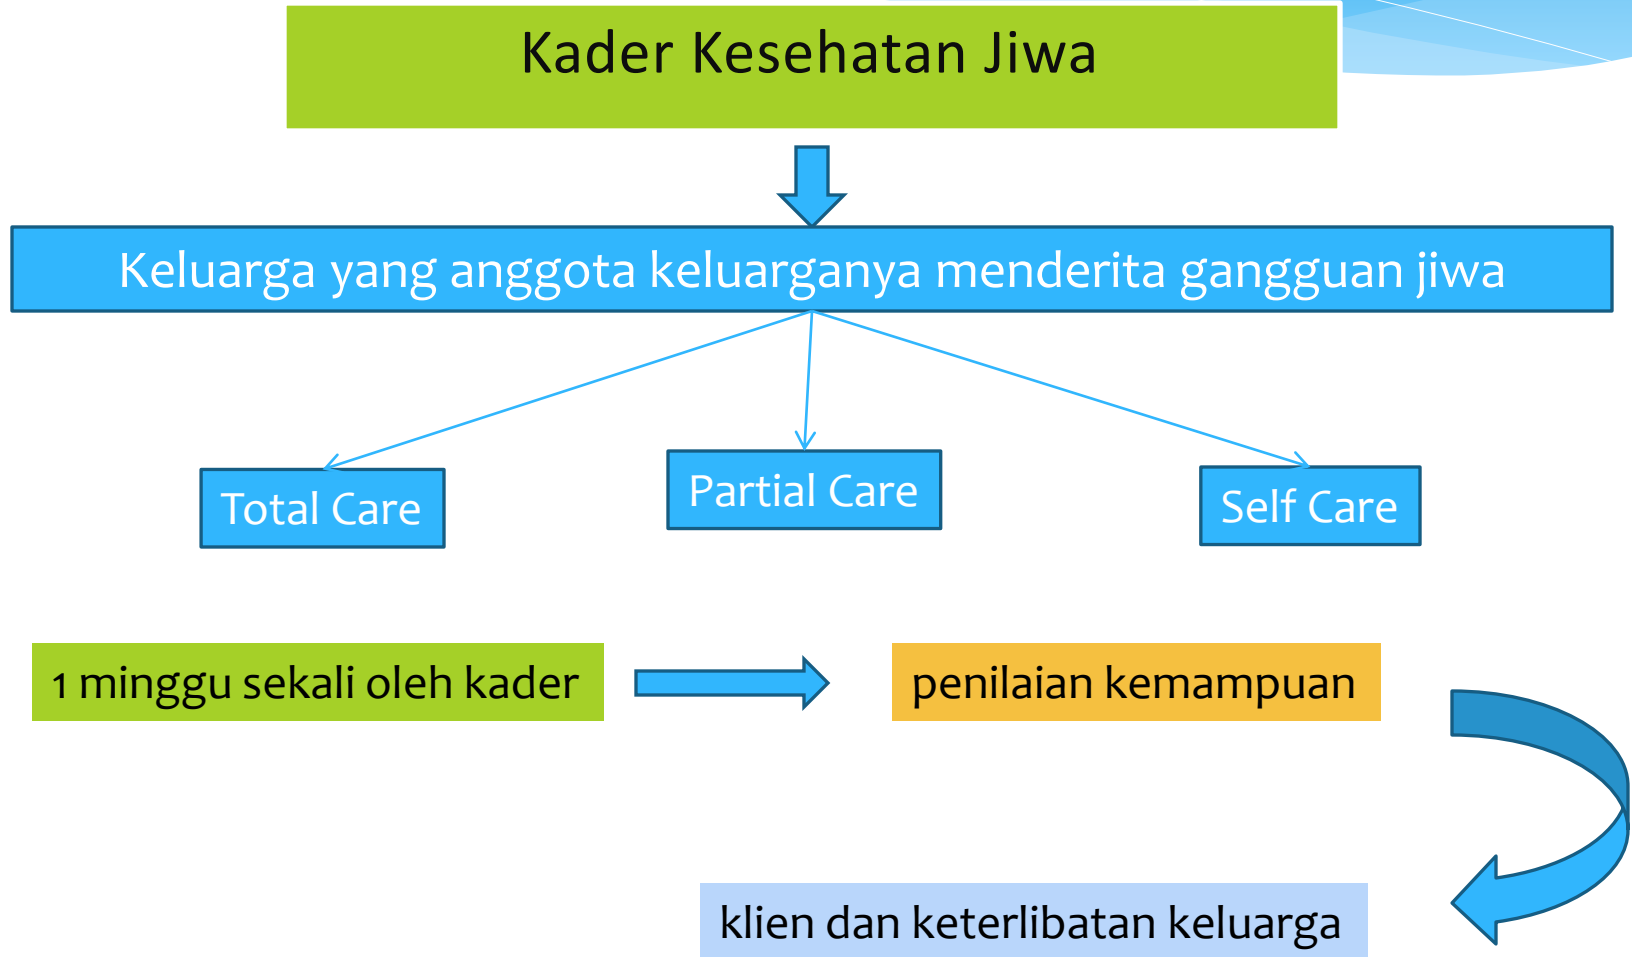 Kader Kesehatan Jiwa
Keluarga yang anggota keluarganya menderita gangguan jiwa
Total Care
Partial Care
Self Care
1 minggu sekali oleh kader
penilaian kemampuan
klien dan keterlibatan keluarga